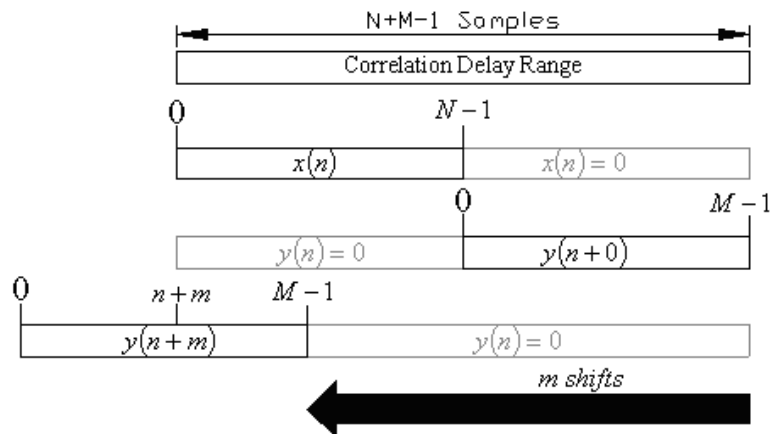 N+M-1 Samples
Correlation Delay Range
0 N-1
x(n) x(n)=0
0 M-1
y(n)=0 y(n+0)
0 n+m M-1
y(n+m) y(n)=0
m shifts